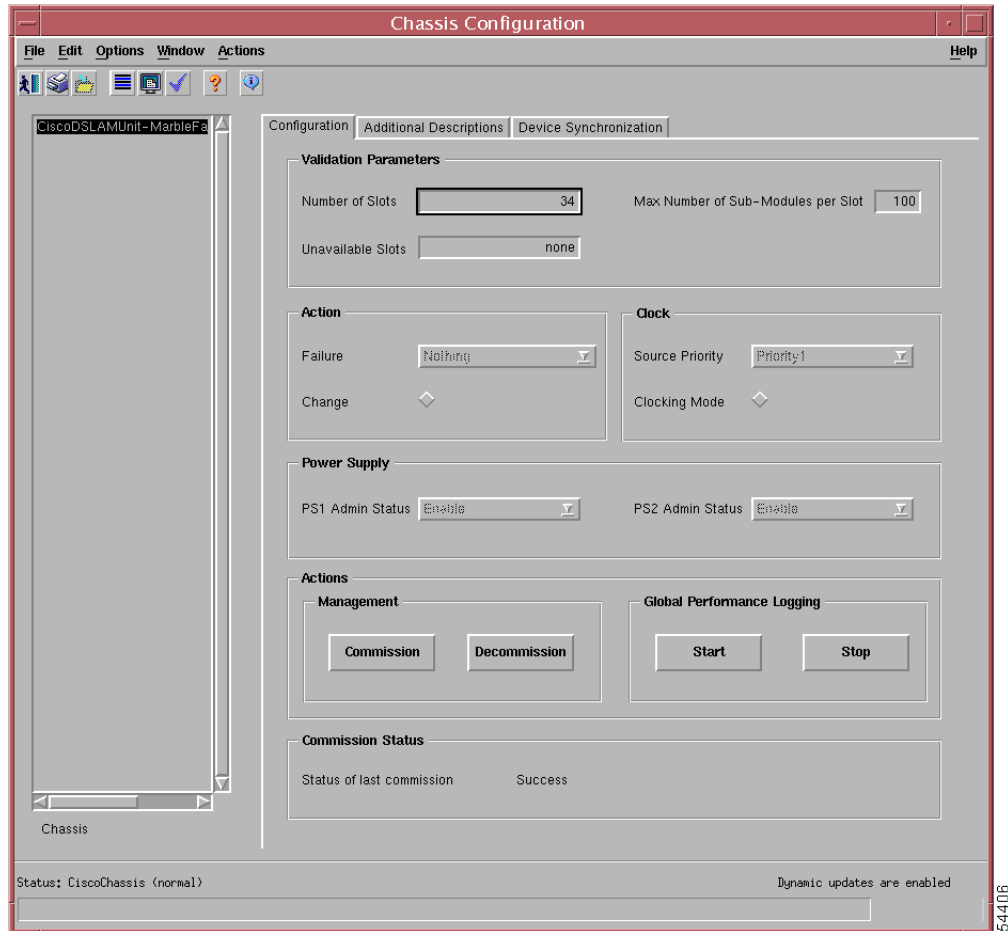 Chassis Configuration
File Edit Options Window Actions Help
CiscoDSLAMUnit-MarbleFa
Configuration Additional Descriptions Device Synchronization
Validation Parameters
Number of Slots 34 Max Number of Sub-Modules per Slot 100
Unavailable Slots none
Action Clock
Failure Nothing Source Priority Priority1
Change Clocking Mode
Power Supply
PS1 Admin Status Enable PS2 Admin Status Enable
Actions
Management Global Performance Logging
Commission Decommission Start Stop
Commission Status
Status of last commission Success
Chassis
Status: CiscoChassis (normal) Dynamic updates are enabled
54406